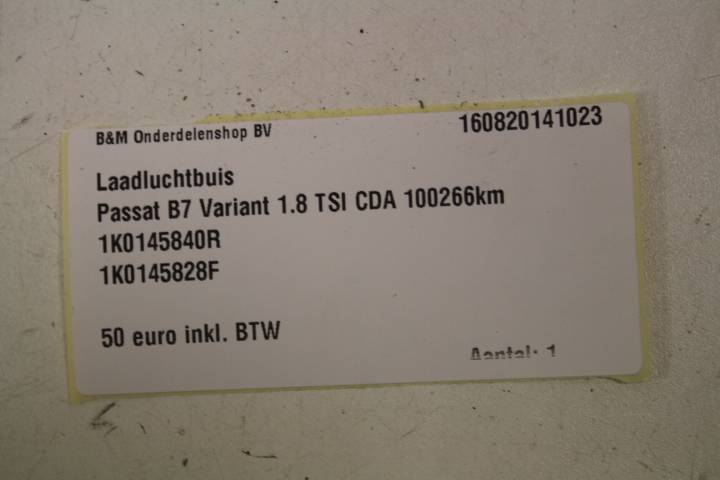 B&M Onderdelenshop BV 160820141023
Laadluchtbuis
Passat B7 Variant 1.8 TSI CDA 100266km
1K0145840R
1K0145828F
50 euro inkl. BTW
Aantal: 1